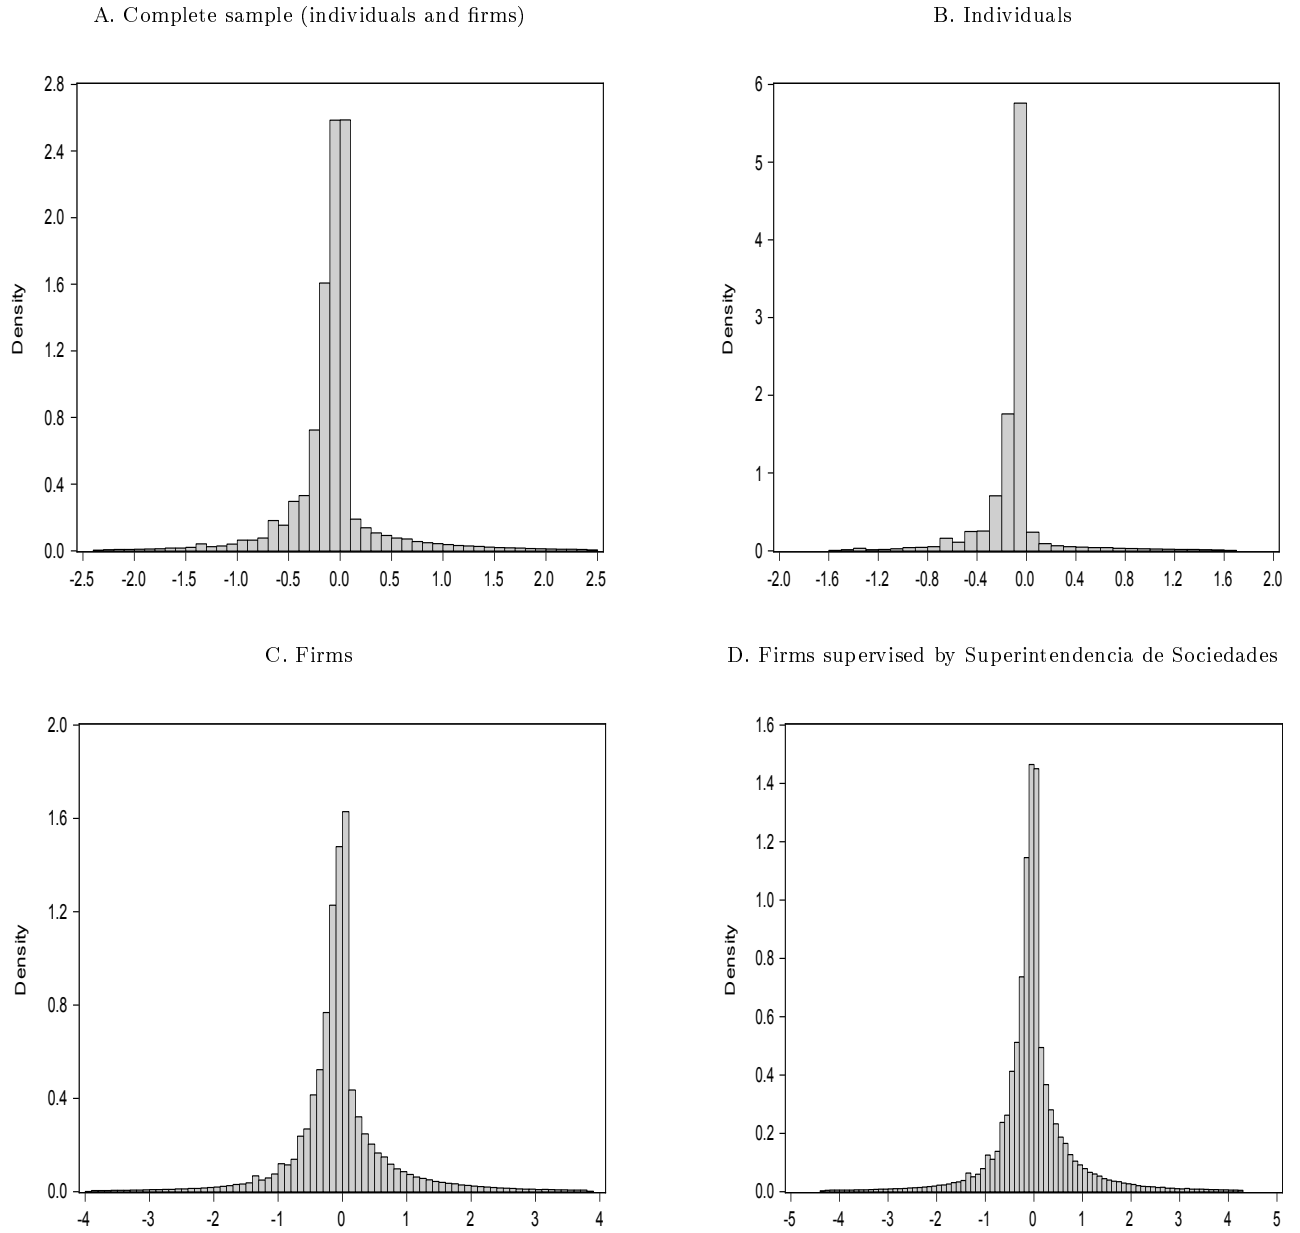 A. Complete sample (individuals and firms)
B. Individuals
Density
2.8
2.4
2.0
1.6
1.2
0.8
0.4
0.0
-2.5 -2.0 -1.5 -1.0 -0.5 0.0 0.5 1.0 1.5 2.0 2.5
Density
6
5
4
3
2
1
0
-2.0 -1.6 -1.2 -0.8 -0.4 0.0 0.4 0.8 1.2 1.6 2.0
C. Firms
D. Firms supervised by Superintendencia de Sociedades
Density
2.0
1.6
1.2
0.8
0.4
0.0
-4 -3 -2 -1 0 1 2 3 4
Density
1.6
1.4
1.2
1.0
0.8
0.6
0.4
0.2
0.0
-5 -4 -3 -2 -1 0 1 2 3 4 5